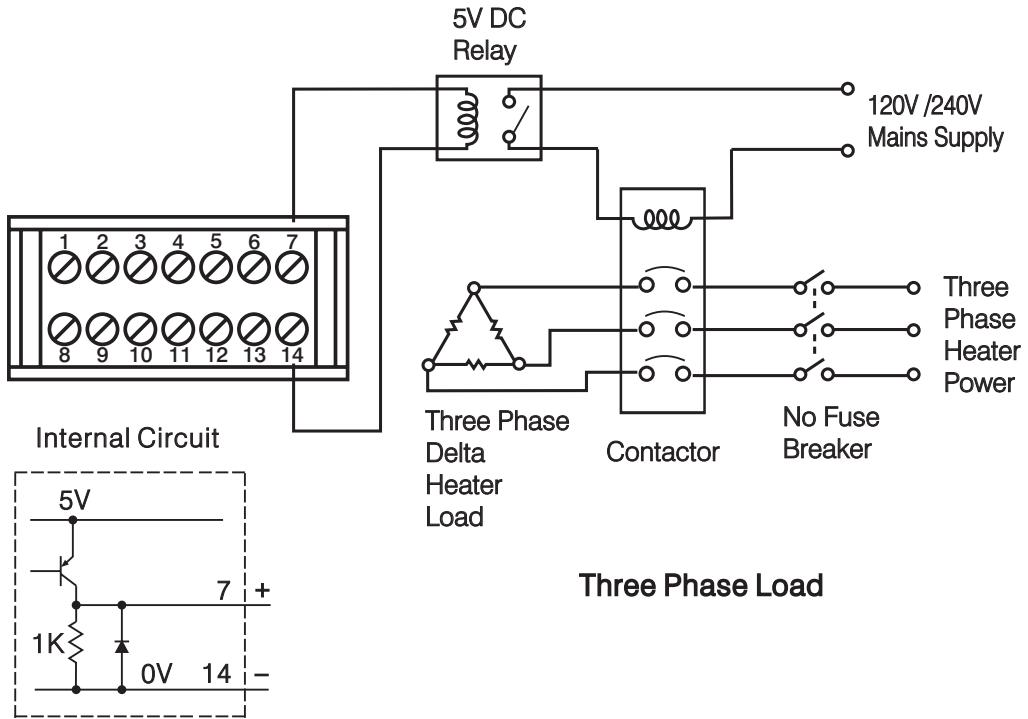 5V DC
Relay
120V /240V
Mains Supply
1 2 3 4 5 6 7
8 9 10 11 12 13 14
Three
Phase
Heater
Power
Three Phase
Delta
Heater
Load
Contactor
No Fuse
Breaker
Internal Circuit
5V
7 +
1K
0V 14 –
Three Phase Load